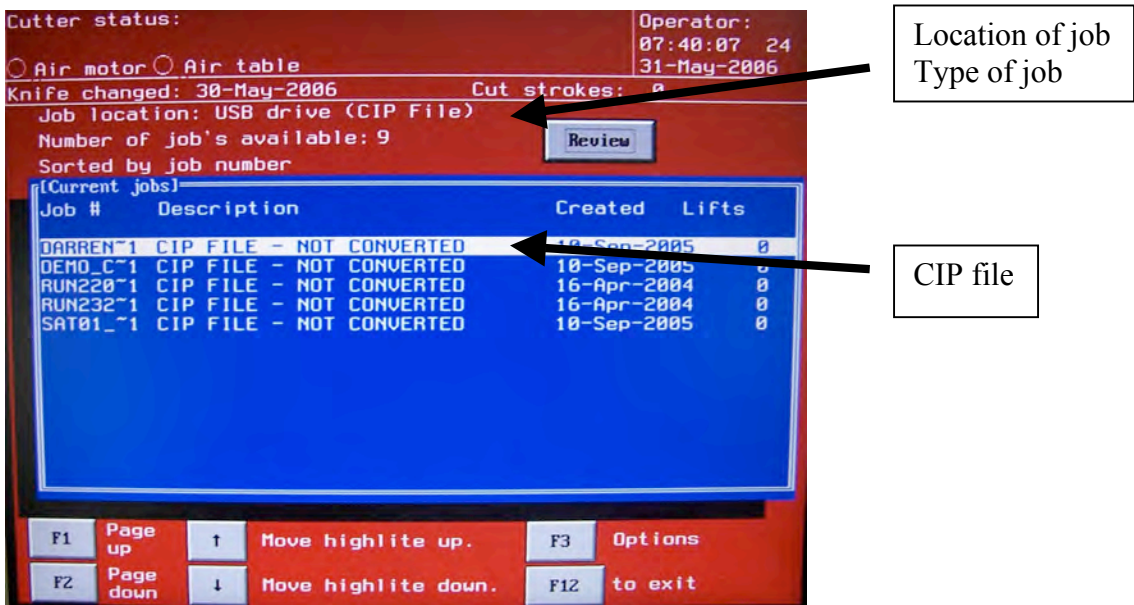 Cutter status:
Operator:
07:40:07 24
Air motor Air table
31-May-2006
Knife changed: 30-May-2006 Cut strokes: 0
Job location: USB drive (CIP File)
Number of job's available: 9
Review
Sorted by job number
[Current jobs]
Job # Description Created Lifts
DARREN~1 CIP FILE - NOT CONVERTED 10-Sep-2005 0
DEMO_C~1 CIP FILE - NOT CONVERTED 10-Sep-2005 0
RUN220~1 CIP FILE - NOT CONVERTED 16-Apr-2004 0
RUN232~1 CIP FILE - NOT CONVERTED 16-Apr-2004 0
SAT01_~1 CIP FILE - NOT CONVERTED 10-Sep-2005 0
F1 Page up ↑ Move highlite up. F3 Options
F2 Page down ↓ Move highlite down. F12 to exit
Location of job
Type of job
CIP file